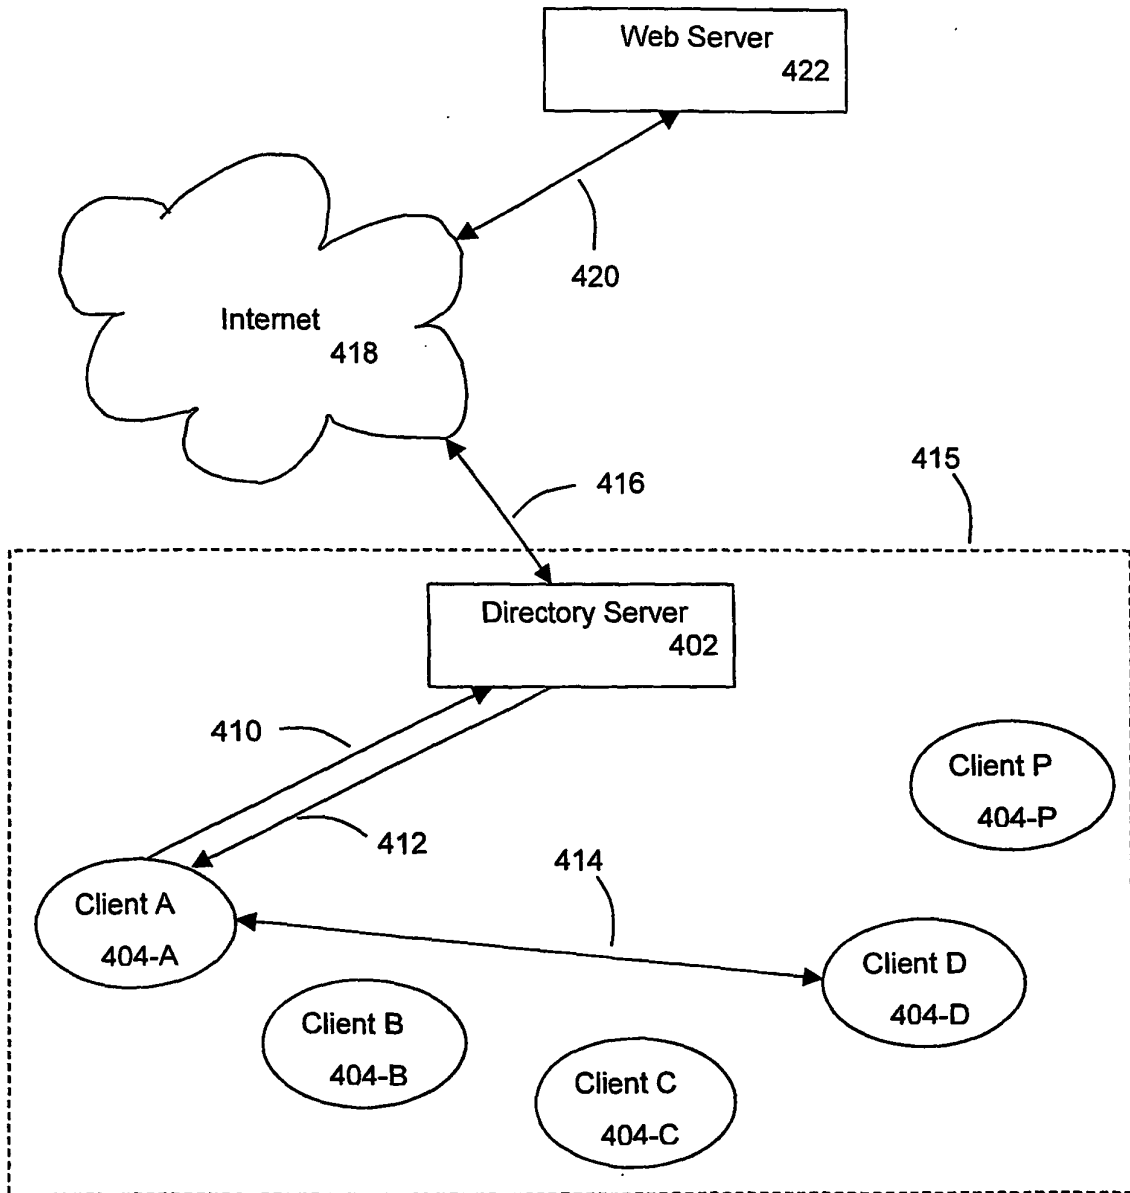 Web Server
422
420
Internet
418
415
416
Directory Server
402
410
412
414
Client P
404-P
Client A
404-A
Client D
404-D
Client B
404-B
Client C
404-C